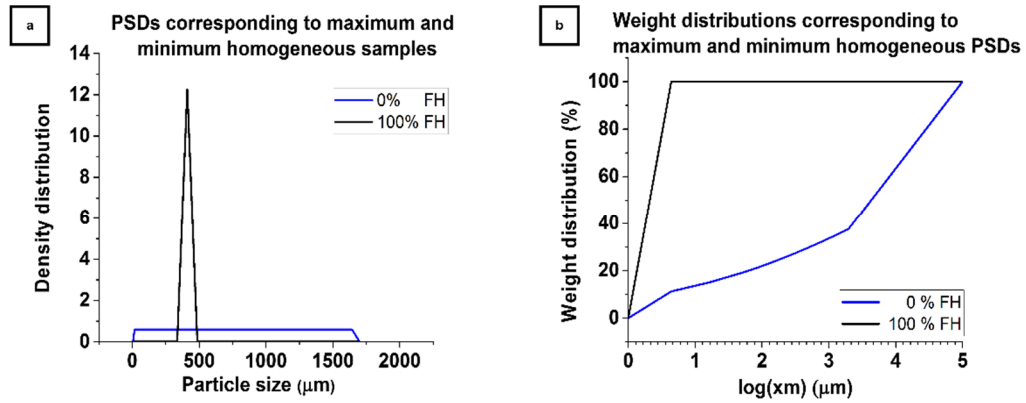 a
PSDs corresponding to maximum and
minimum homogeneous samples
14
12
10
8
6
4
2
0
Density distribution
0% FH
100% FH
0
500
1000
1500
2000
Particle size (μm)
b
Weight distributions corresponding to
maximum and minimum homogeneous PSDs
100
80
60
40
20
0
Weight distribution (%)
0 % FH
100 % FH
0
1
2
3
4
5
log(xm) (μm)